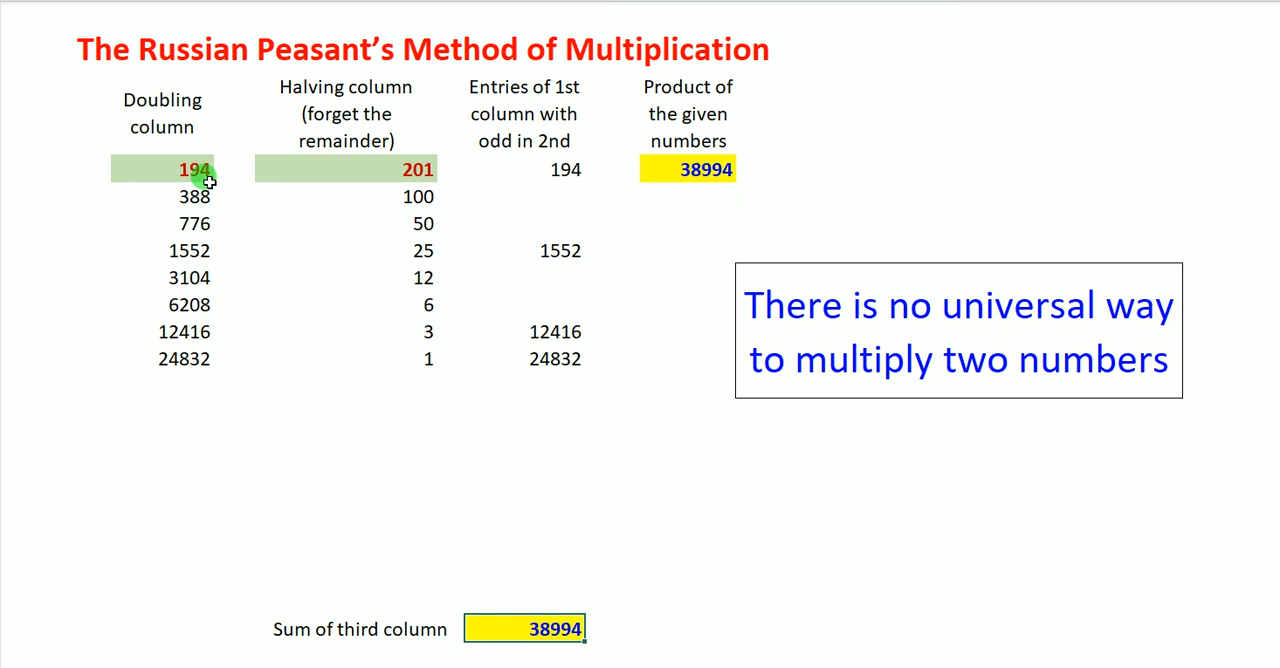 The Russian Peasant's Method of Multiplication
Doubling column
Halving column (forget the remainder)
Entries of 1st column with odd in 2nd
Product of the given numbers
194 201 194 38994
388 100
776 50
1552 25 1552
3104 12
6208 6
12416 3 12416
24832 1 24832
There is no universal way
to multiply two numbers
Sum of third column 38994